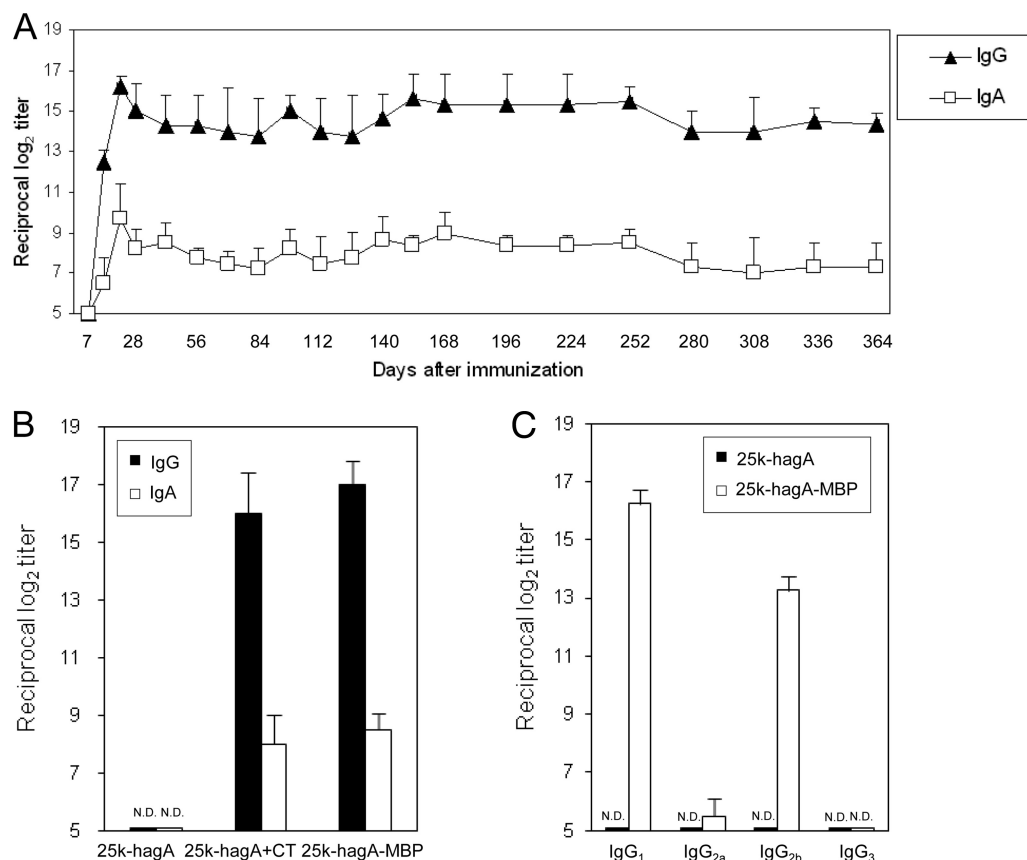 A
Reciprocal log2 titer
19
17
15
13
11
9
7
5
7 28 56 84 112 140 168 196 224 252 280 308 336 364
Days after immunization
IgG
IgA
B
Reciprocal log2 titer
19
17
15
13
11
9
7
5
IgG
IgA
N.D. N.D.
25k-hagA 25k-hagA+CT 25k-hagA-MBP
C
Reciprocal log2 titer
19
17
15
13
11
9
7
5
25k-hagA
25k-hagA-MBP
N.D. N.D. N.D. N.D. N.D.
IgG1 IgG2a IgG2b IgG3